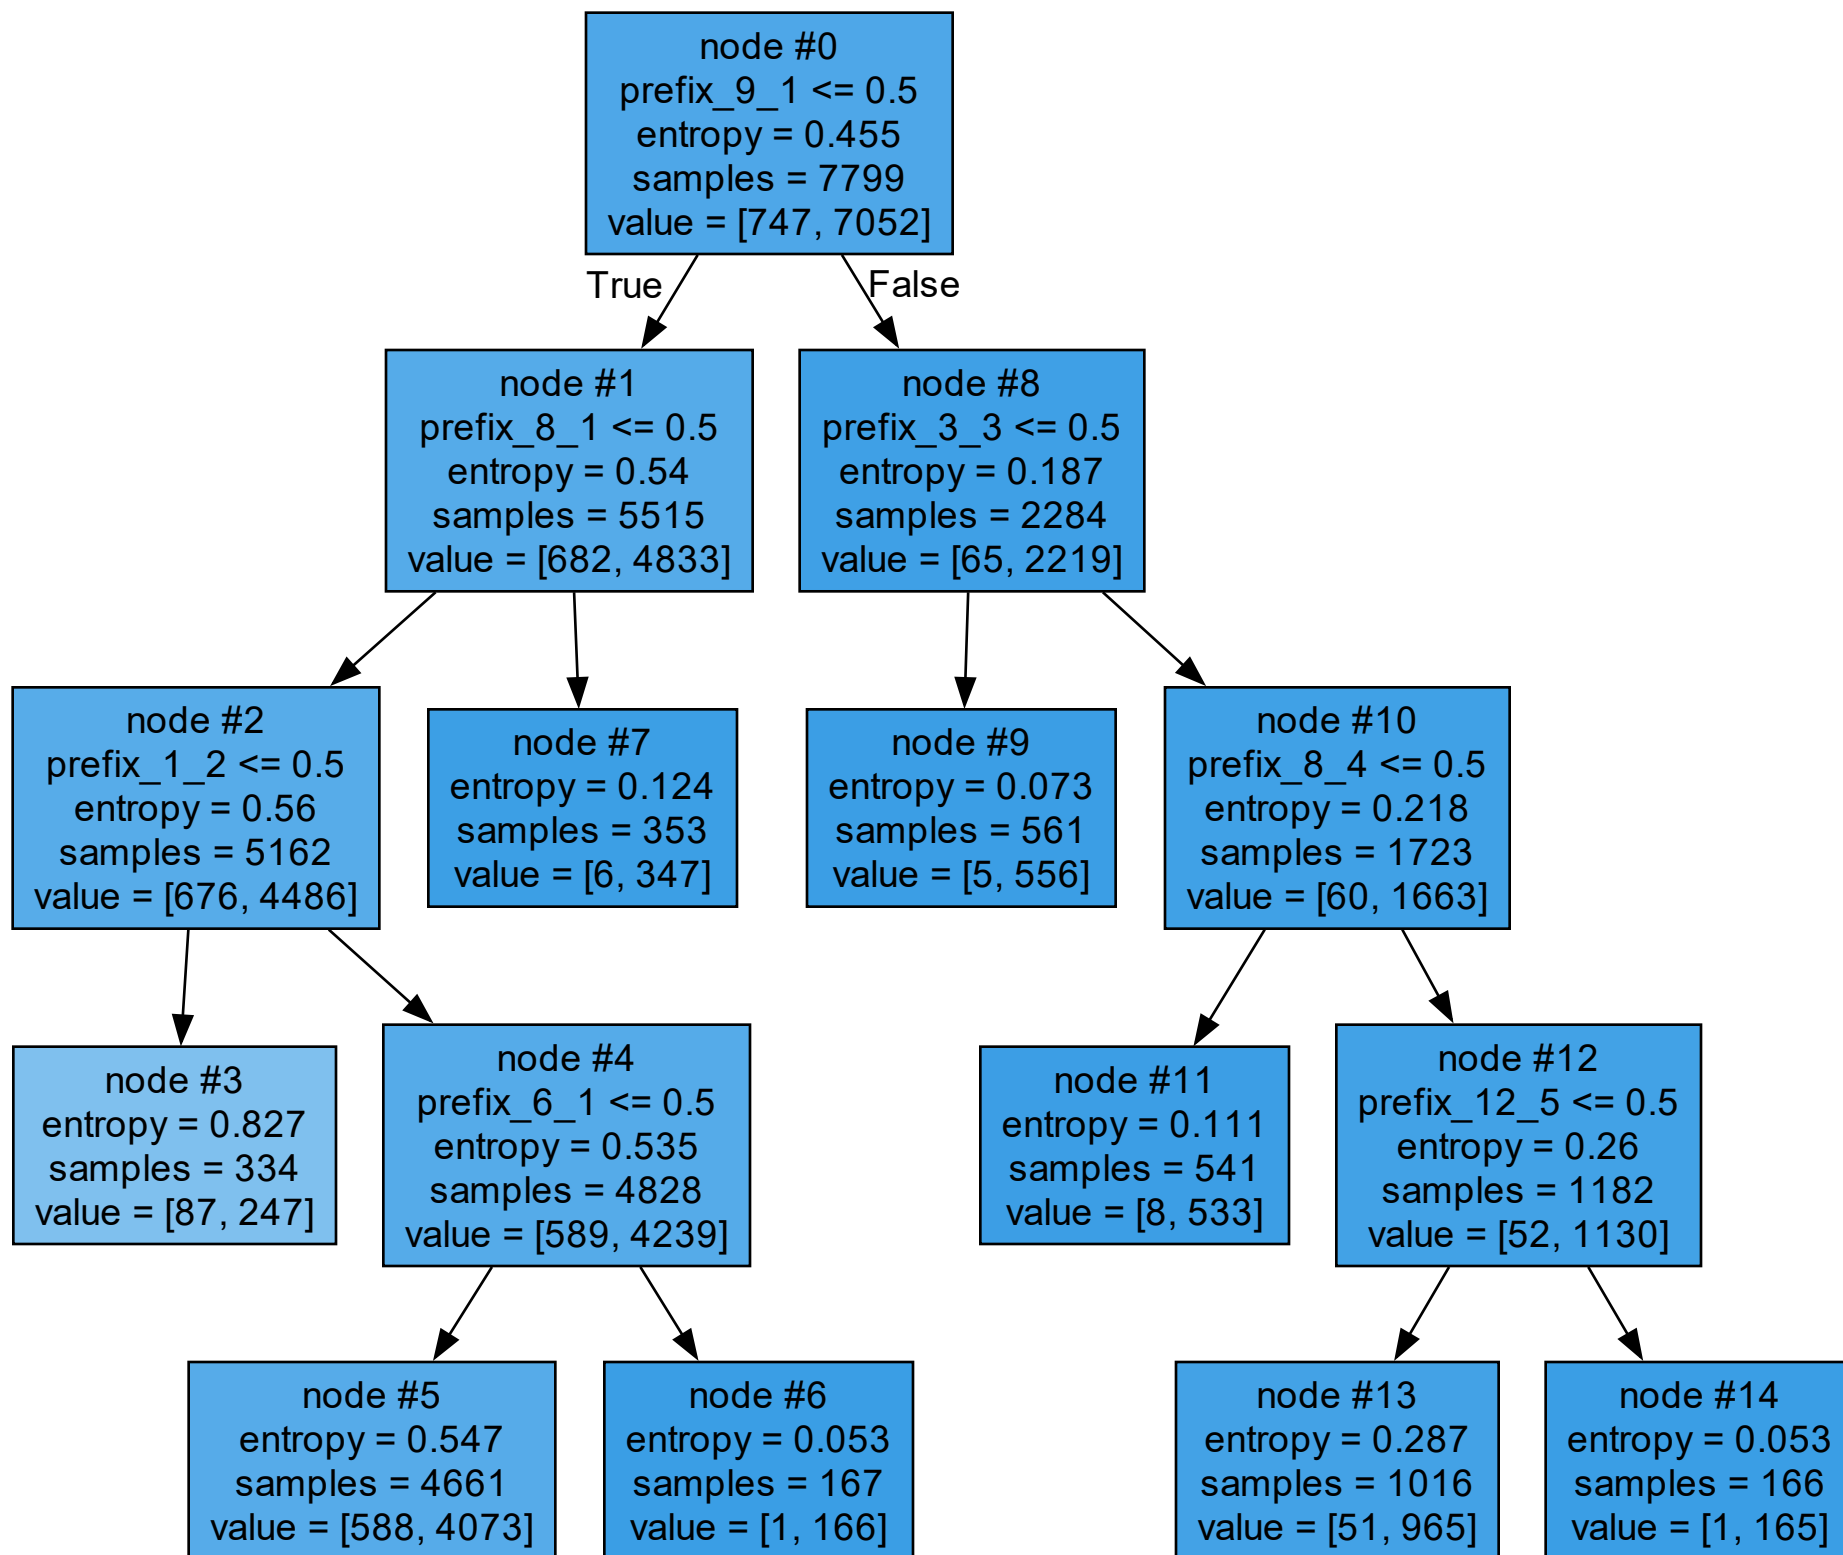 node #0
prefix_9_1 <= 0.5
entropy = 0.455
samples = 7799
value = [747, 7052]
True
False
node #1
prefix_8_1 <= 0.5
entropy = 0.54
samples = 5515
value = [682, 4833]
node #8
prefix_3_3 <= 0.5
entropy = 0.187
samples = 2284
value = [65, 2219]
node #2
prefix_1_2 <= 0.5
entropy = 0.56
samples = 5162
value = [676, 4486]
node #7
entropy = 0.124
samples = 353
value = [6, 347]
node #9
entropy = 0.073
samples = 561
value = [5, 556]
node #10
prefix_8_4 <= 0.5
entropy = 0.218
samples = 1723
value = [60, 1663]
node #3
entropy = 0.827
samples = 334
value = [87, 247]
node #4
prefix_6_1 <= 0.5
entropy = 0.535
samples = 4828
value = [589, 4239]
node #11
entropy = 0.111
samples = 541
value = [8, 533]
node #12
prefix_12_5 <= 0.5
entropy = 0.26
samples = 1182
value = [52, 1130]
node #5
entropy = 0.547
samples = 4661
value = [588, 4073]
node #6
entropy = 0.053
samples = 167
value = [1, 166]
node #13
entropy = 0.287
samples = 1016
value = [51, 965]
node #14
entropy = 0.053
samples = 166
value = [1, 165]